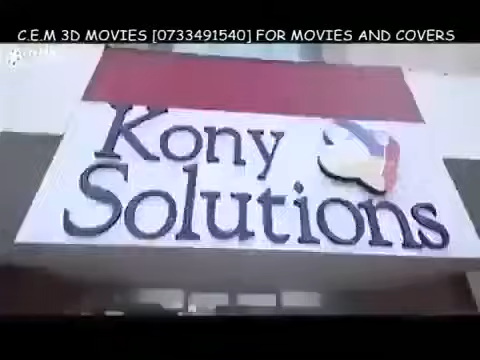 C.E.M 3D MOVIES [0733491540] FOR MOVIES AND COVERS
Kony
Solutions